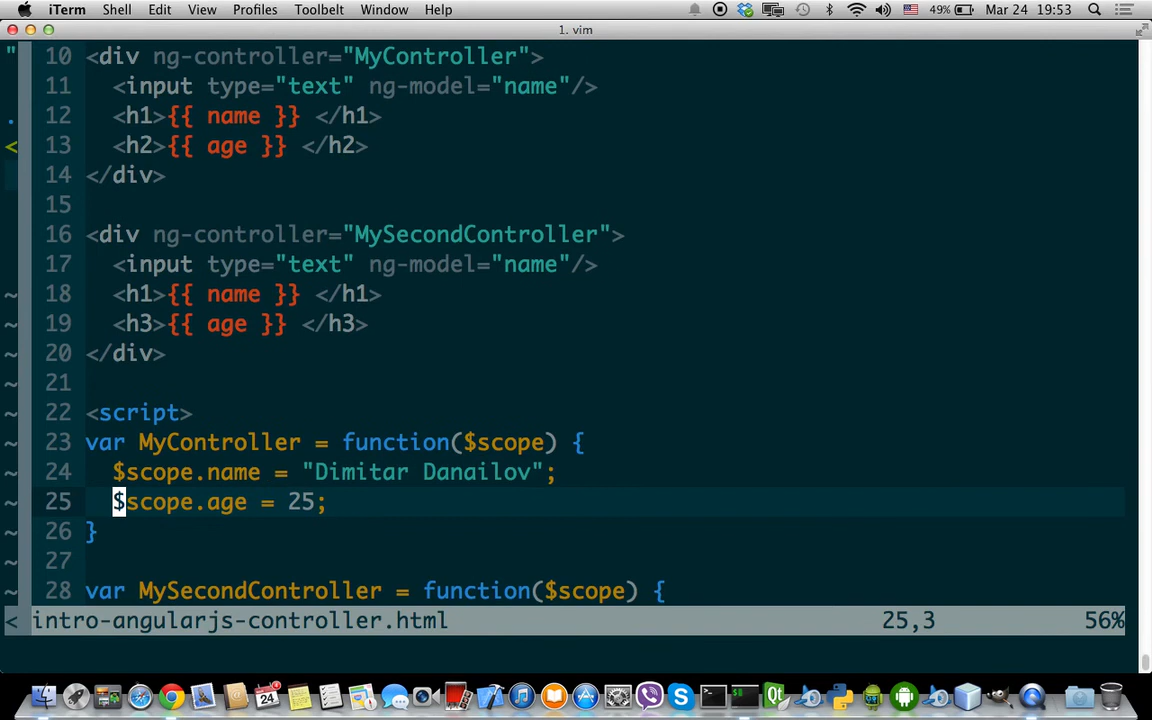 iTerm Shell Edit View Profiles Toolbelt Window Help 49% Mar 24 19:53
1. vim
" 10 <div ng-controller="MyController">
11 <input type="text" ng-model="name"/>
. 12 <h1>{{ name }} </h1>
< 13 <h2>{{ age }} </h2>
14 </div>
15
16 <div ng-controller="MySecondController">
17 <input type="text" ng-model="name"/>
~ 18 <h1>{{ name }} </h1>
~ 19 <h3>{{ age }} </h3>
~ 20 </div>
~ 21
~ 22 <script>
~ 23 var MyController = function($scope) {
~ 24 $scope.name = "Dimitar Danailov";
~ 25 $scope.age = 25;
~ 26 }
~ 27
~ 28 var MySecondController = function($scope) {
< intro-angularjs-controller.html 25,3 56%